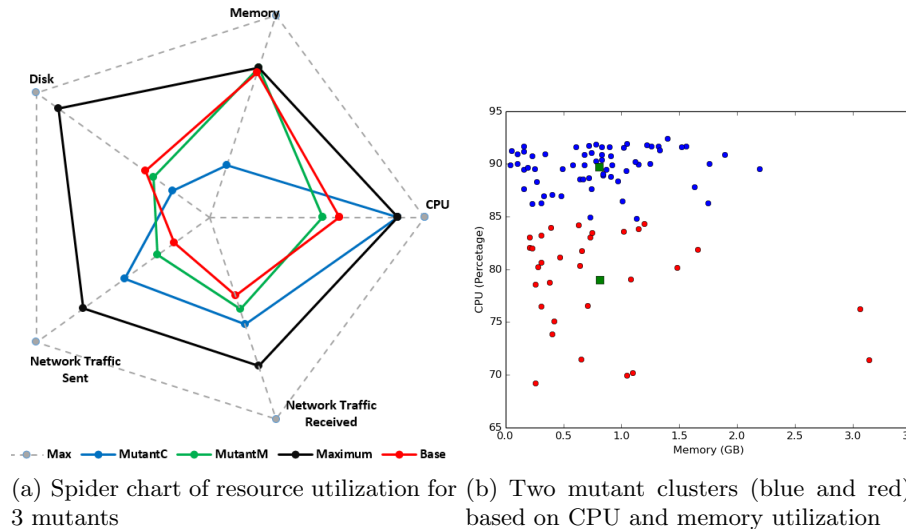 Memory
Disk
CPU
Network Traffic
Sent
Network Traffic
Received
Max MutantC MutantM Maximum Base
95
90
85
80
75
70
65
CPU (Percetage)
0.0 0.5 1.0 1.5 2.0 2.5 3.0 3.5
Memory (GB)
(a) Spider chart of resource utilization for
3 mutants
(b) Two mutant clusters (blue and red)
based on CPU and memory utilization